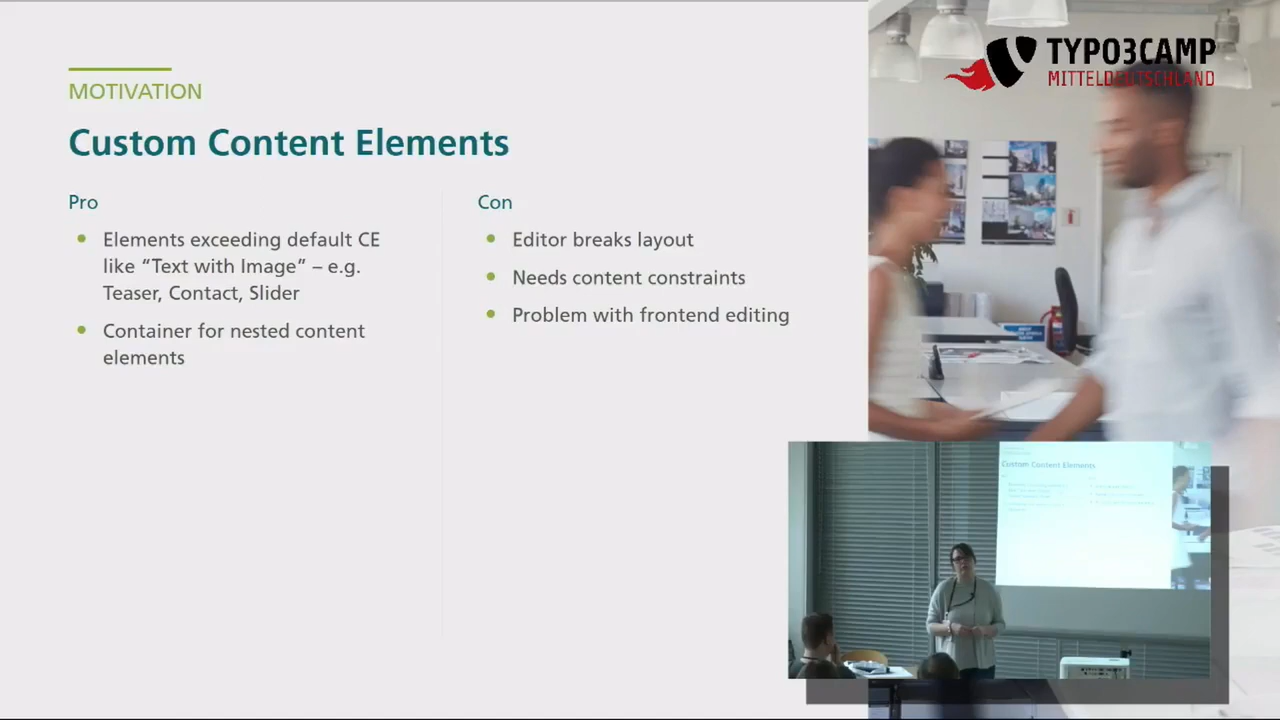 TYPO3CAMP
MITTELDEUTSCHLAND
MOTIVATION
Custom Content Elements
Pro
Elements exceeding default CE
like “Text with Image” – e.g.
Teaser, Contact, Slider
Container for nested content
elements
Con
Editor breaks layout
Needs content constraints
Problem with frontend editing
Custom Content Elements